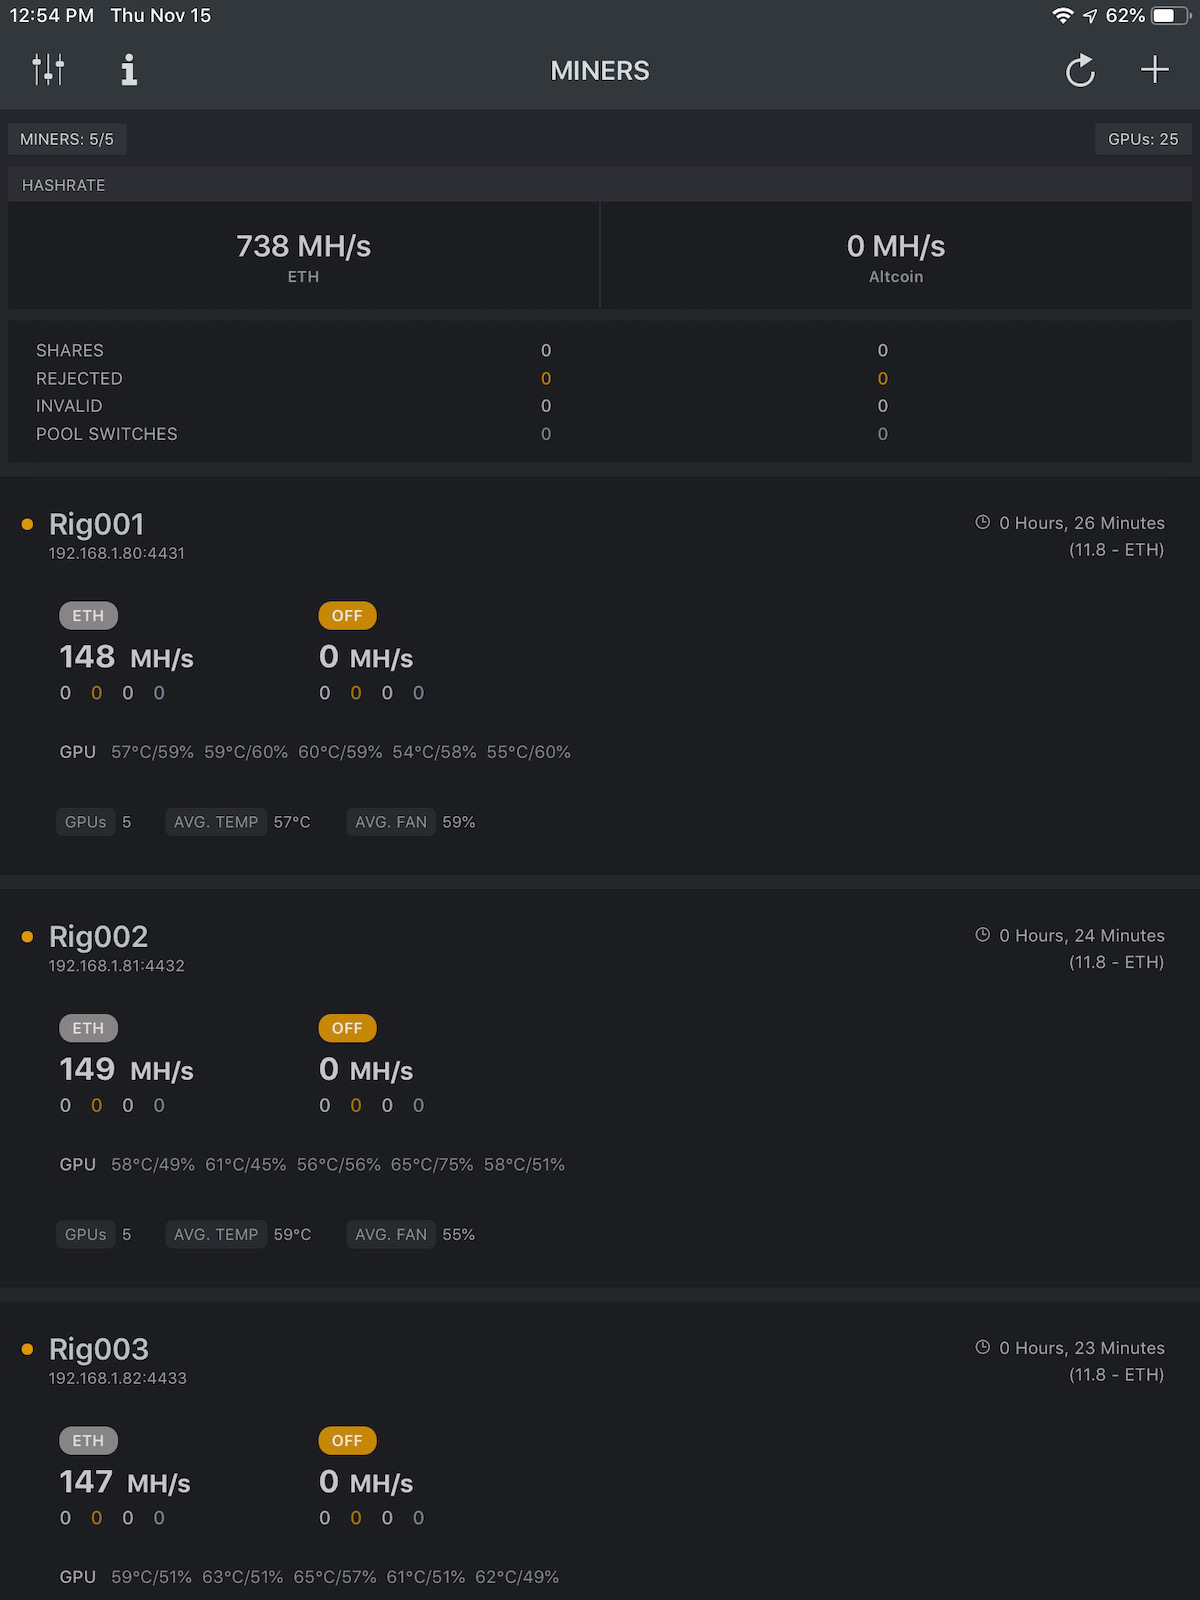 12:54 PM Thu Nov 15 62%
MINERS
MINERS: 5/5 GPUs: 25
HASHRATE
738 MH/s 0 MH/s
ETH Altcoin
SHARES 0 0
REJECTED 0 0
INVALID 0 0
POOL SWITCHES 0 0
Rig001 0 Hours, 26 Minutes
192.168.1.80:4431 (11.8 - ETH)
ETH OFF
148 MH/s 0 MH/s
0 0 0 0 0 0 0 0
GPU 57°C/59% 59°C/60% 60°C/59% 54°C/58% 55°C/60%
GPUs 5 AVG. TEMP 57°C AVG. FAN 59%
Rig002 0 Hours, 24 Minutes
192.168.1.81:4432 (11.8 - ETH)
ETH OFF
149 MH/s 0 MH/s
0 0 0 0 0 0 0 0
GPU 58°C/49% 61°C/45% 56°C/56% 65°C/75% 58°C/51%
GPUs 5 AVG. TEMP 59°C AVG. FAN 55%
Rig003 0 Hours, 23 Minutes
192.168.1.82:4433 (11.8 - ETH)
ETH OFF
147 MH/s 0 MH/s
0 0 0 0 0 0 0 0
GPU 59°C/51% 63°C/51% 65°C/57% 61°C/51% 62°C/49%